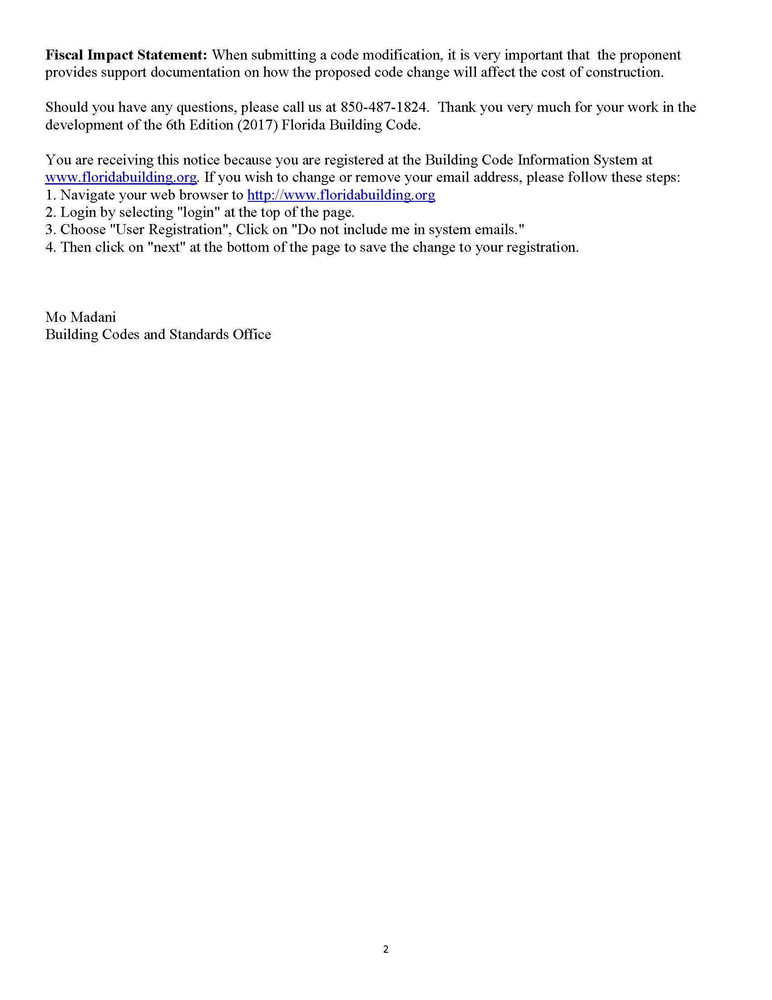 Fiscal Impact Statement: When submitting a code modification, it is very important that  the proponent
provides support documentation on how the proposed code change will affect the cost of construction.
Should you have any questions, please call us at 850-487-1824.  Thank you very much for your work in the
development of the 6th Edition (2017) Florida Building Code.
You are receiving this notice because you are registered at the Building Code Information System at
www.floridabuilding.org. If you wish to change or remove your email address, please follow these steps:
1. Navigate your web browser to http://www.floridabuilding.org
2. Login by selecting "login" at the top of the page.
3. Choose "User Registration", Click on "Do not include me in system emails."
4. Then click on "next" at the bottom of the page to save the change to your registration.
Mo Madani
Building Codes and Standards Office
2